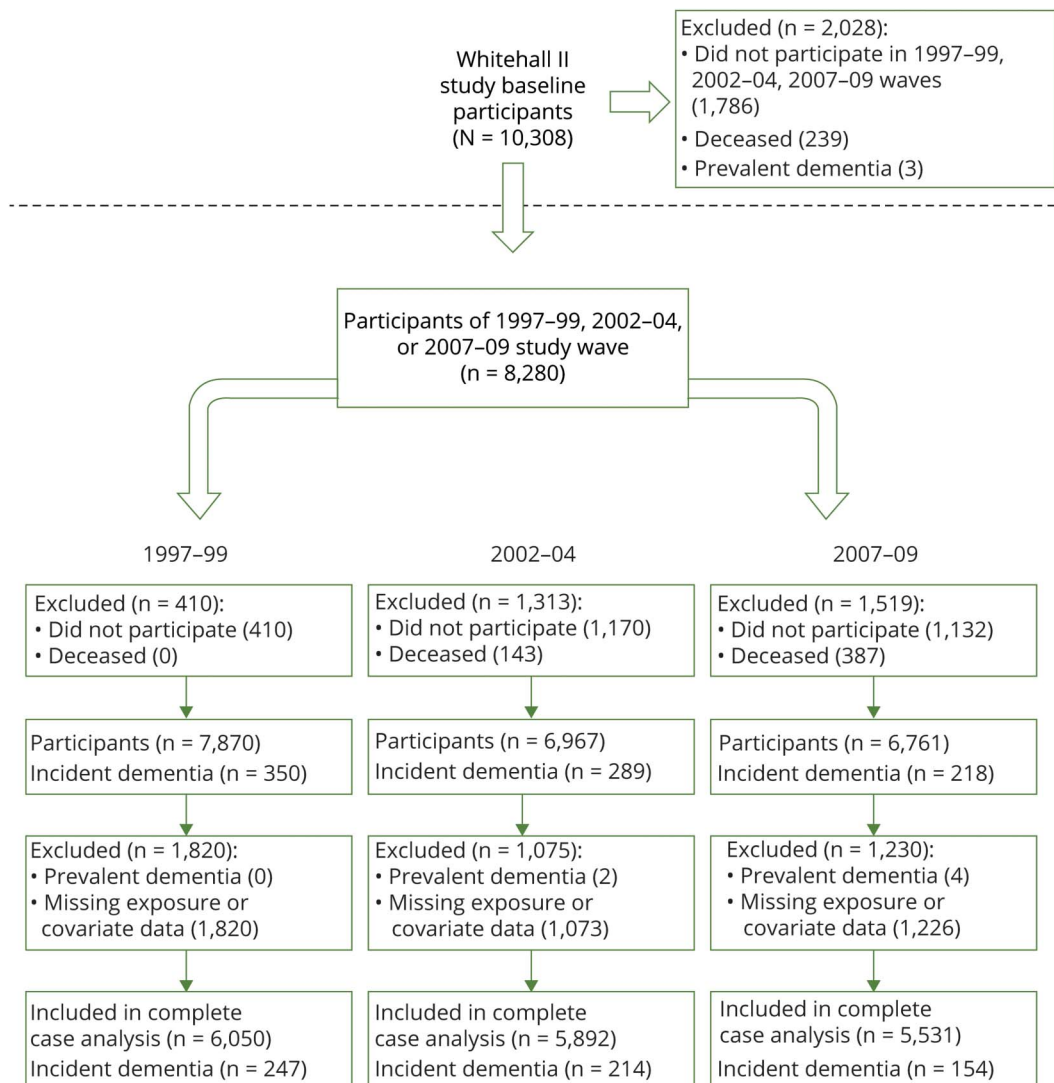 Whitehall II
study baseline
participants
(N = 10,308)
Excluded (n = 2,028):
• Did not participate in 1997–99,
2002–04, 2007–09 waves
(1,786)
• Deceased (239)
• Prevalent dementia (3)
Participants of 1997–99, 2002–04,
or 2007–09 study wave
(n = 8,280)
1997–99
Excluded (n = 410):
• Did not participate (410)
• Deceased (0)
Participants (n = 7,870)
Incident dementia (n = 350)
Excluded (n = 1,820):
• Prevalent dementia (0)
• Missing exposure or
covariate data (1,820)
Included in complete
case analysis (n = 6,050)
Incident dementia (n = 247)
2002–04
Excluded (n = 1,313):
• Did not participate (1,170)
• Deceased (143)
Participants (n = 6,967)
Incident dementia (n = 289)
Excluded (n = 1,075):
• Prevalent dementia (2)
• Missing exposure or
covariate data (1,073)
Included in complete
case analysis (n = 5,892)
Incident dementia (n = 214)
2007–09
Excluded (n = 1,519):
• Did not participate (1,132)
• Deceased (387)
Participants (n = 6,761)
Incident dementia (n = 218)
Excluded (n = 1,230):
• Prevalent dementia (4)
• Missing exposure or
covariate data (1,226)
Included in complete
case analysis (n = 5,531)
Incident dementia (n = 154)